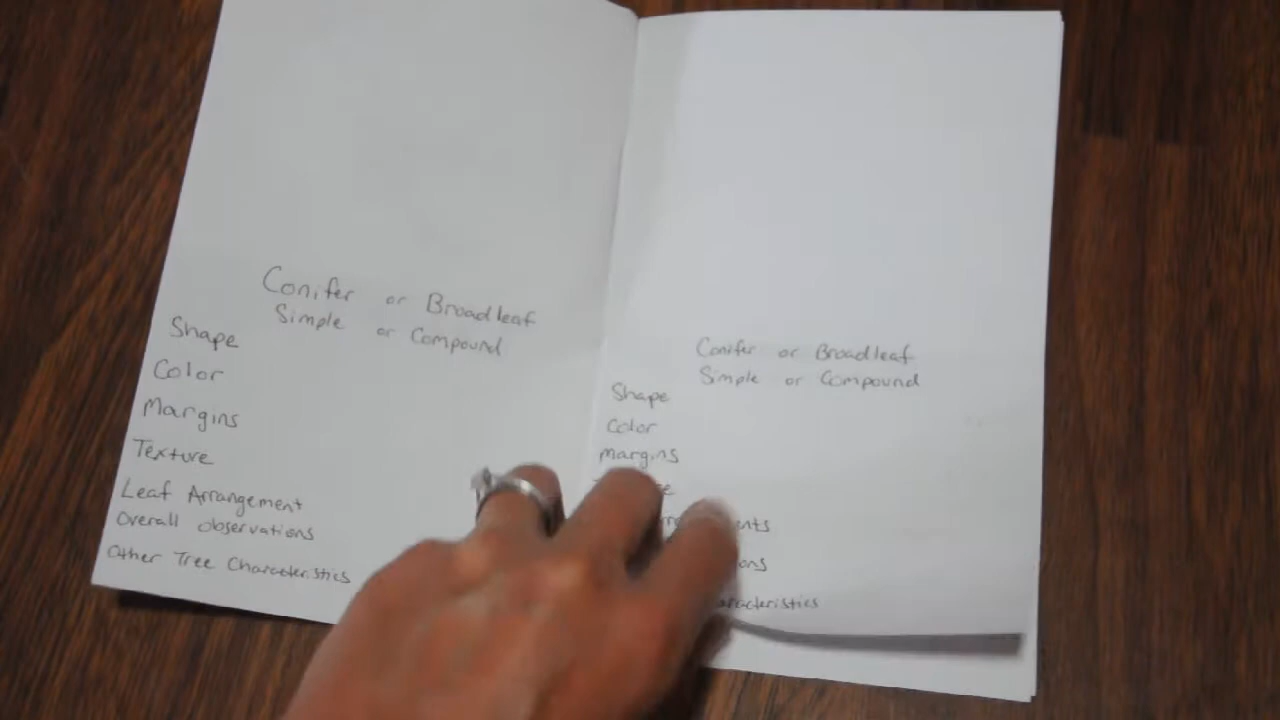 Conifer or Broadleaf
Simple or Compound
Shape
Color
Margins
Texture
Leaf Arrangement
Overall observations
Other Tree Characteristics
Conifer or Broadleaf
Simple or Compound
Shape
Color
margins